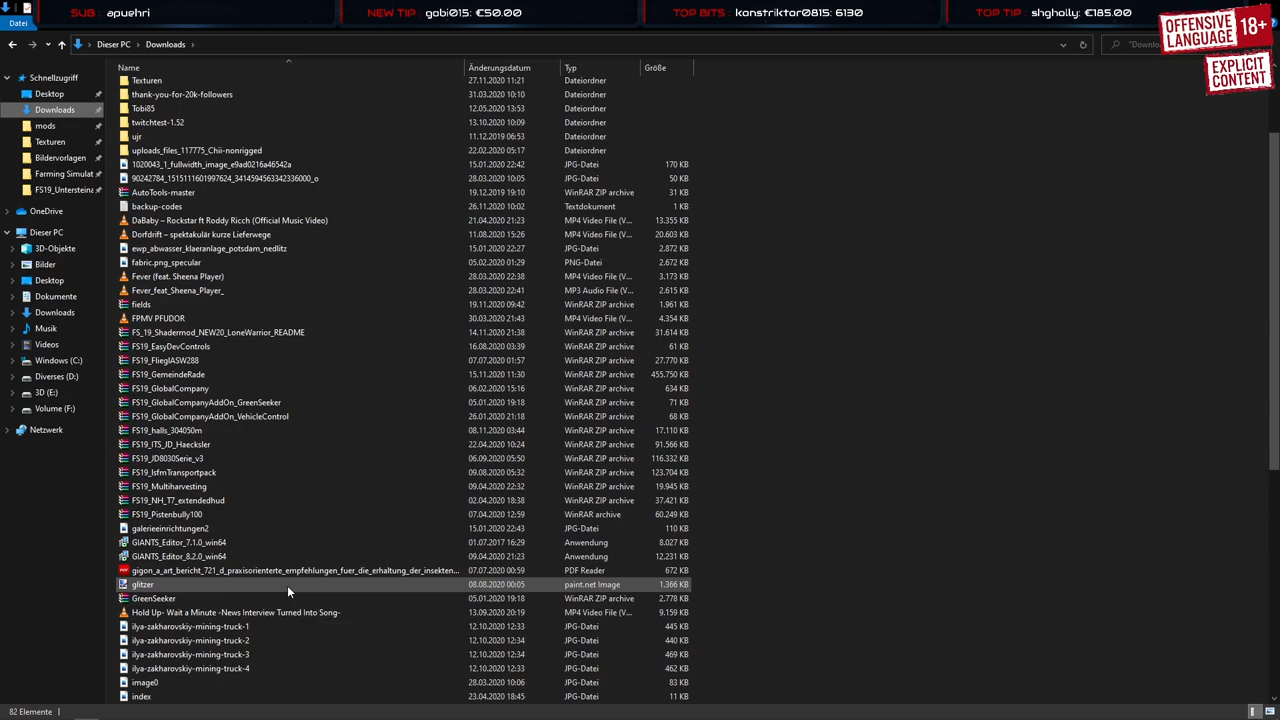 SUB : apuehri
NEW TIP : gobi015: €50.00
TOP BITS : konstriktor0815: 6130
TOP TIP : shgholly: €185.00
OFFENSIVE LANGUAGE 18+
EXPLICIT CONTENT
Datei
Dieser PC > Downloads >
Name Änderungsdatum Typ Größe
Schnellzugriff
Desktop
Downloads
mods
Texturen
Bildervorlagen
Farming Simulat
FS19_Unterstein
OneDrive
Dieser PC
3D-Objekte
Bilder
Desktop
Dokumente
Downloads
Musik
Videos
Windows (C:)
Diverses (D:)
3D (E:)
Volume (F:)
Netzwerk
Texturen 27.11.2020 11:21 Dateiordner
thank-you-for-20k-followers 31.03.2020 10:10 Dateiordner
Tobi85 12.05.2020 13:53 Dateiordner
twitchtest-1.52 13.10.2020 10:09 Dateiordner
ujr 11.12.2019 06:53 Dateiordner
uploads_files_117775_Chii-nonrigged 22.02.2020 05:17 Dateiordner
1020043_1_fullwidth_image_e9ad0216a46542a 15.01.2020 22:42 JPG-Datei 170 KB
90242784_1515111601997624_3414594563342336000_o 28.03.2020 10:05 JPG-Datei 50 KB
AutoTools-master 19.12.2019 19:10 WinRAR ZIP archive 31 KB
backup-codes 26.11.2020 10:02 Textdokument 1 KB
DaBaby – Rockstar ft Roddy Ricch (Official Music Video) 21.04.2020 21:23 MP4 Video File (V... 13.355 KB
Dorfdrift – spektakulär kurze Lieferwege 11.08.2020 15:26 MP4 Video File (V... 20.603 KB
ewp_abwasser_klaeranlage_potsdam_nedlitz 15.01.2020 22:27 JPG-Datei 2.872 KB
fabric.png_specular 05.02.2020 01:29 PNG-Datei 2.672 KB
Fever (feat. Sheena Player) 28.03.2020 22:38 MP4 Video File (V... 3.173 KB
Fever_feat_Sheena_Player_ 28.03.2020 22:41 MP3 Audio File (V... 2.615 KB
fields 19.11.2020 09:42 WinRAR ZIP archive 1.961 KB
FPMV PFUDOR 30.03.2020 21:43 MP4 Video File (V... 4.354 KB
FS_19_Shadermod_NEW20_LoneWarrior_README 14.11.2020 21:38 WinRAR ZIP archive 31.614 KB
FS19_EasyDevControls 16.08.2020 03:39 WinRAR ZIP archive 61 KB
FS19_FlieglASW288 07.07.2020 01:57 WinRAR ZIP archive 27.770 KB
FS19_GemeindeRade 15.11.2020 11:30 WinRAR ZIP archive 455.750 KB
FS19_GlobalCompany 06.02.2020 15:16 WinRAR ZIP archive 634 KB
FS19_GlobalCompanyAddOn_GreenSeeker 05.01.2020 19:18 WinRAR ZIP archive 71 KB
FS19_GlobalCompanyAddOn_VehicleControl 26.01.2020 21:18 WinRAR ZIP archive 68 KB
FS19_halls_304050m 08.11.2020 03:44 WinRAR ZIP archive 17.110 KB
FS19_ITS_JD_Haecksler 22.04.2020 10:24 WinRAR ZIP archive 91.566 KB
FS19_JD8030Serie_v3 06.09.2020 05:50 WinRAR ZIP archive 116.332 KB
FS19_lsfmTransportpack 09.08.2020 05:32 WinRAR ZIP archive 123.704 KB
FS19_Multiharvesting 09.04.2020 22:32 WinRAR ZIP archive 19.945 KB
FS19_NH_T7_extendedhud 02.04.2020 18:38 WinRAR ZIP archive 37.421 KB
FS19_Pistenbully100 07.04.2020 12:59 WinRAR archive 60.249 KB
galerieeinrichtungen2 15.01.2020 22:59 JPG-Datei 110 KB
GIANTS_Editor_7.1.0_win64 01.07.2017 16:29 Anwendung 8.027 KB
GIANTS_Editor_8.2.0_win64 09.04.2020 21:23 Anwendung 12.231 KB
gigon_a_art_bericht_721_d_praxisorienterte_empfehlungen_fuer_die_erhaltung_der_insekten... 07.07.2020 00:59 PDF Reader 672 KB
glitzer 08.08.2020 00:05 paint.net Image 1.366 KB
GreenSeeker 05.01.2020 19:18 WinRAR ZIP archive 2.778 KB
Hold Up- Wait a Minute -News Interview Turned Into Song- 13.09.2020 20:19 MP4 Video File (V... 9.159 KB
ilya-zakharovskiy-mining-truck-1 12.10.2020 12:33 JPG-Datei 445 KB
ilya-zakharovskiy-mining-truck-2 12.10.2020 12:34 JPG-Datei 440 KB
ilya-zakharovskiy-mining-truck-3 12.10.2020 12:34 JPG-Datei 469 KB
ilya-zakharovskiy-mining-truck-4 12.10.2020 12:33 JPG-Datei 462 KB
image0 28.03.2020 10:06 JPG-Datei 83 KB
index 23.04.2020 18:45 JPG-Datei 11 KB
82 Elemente